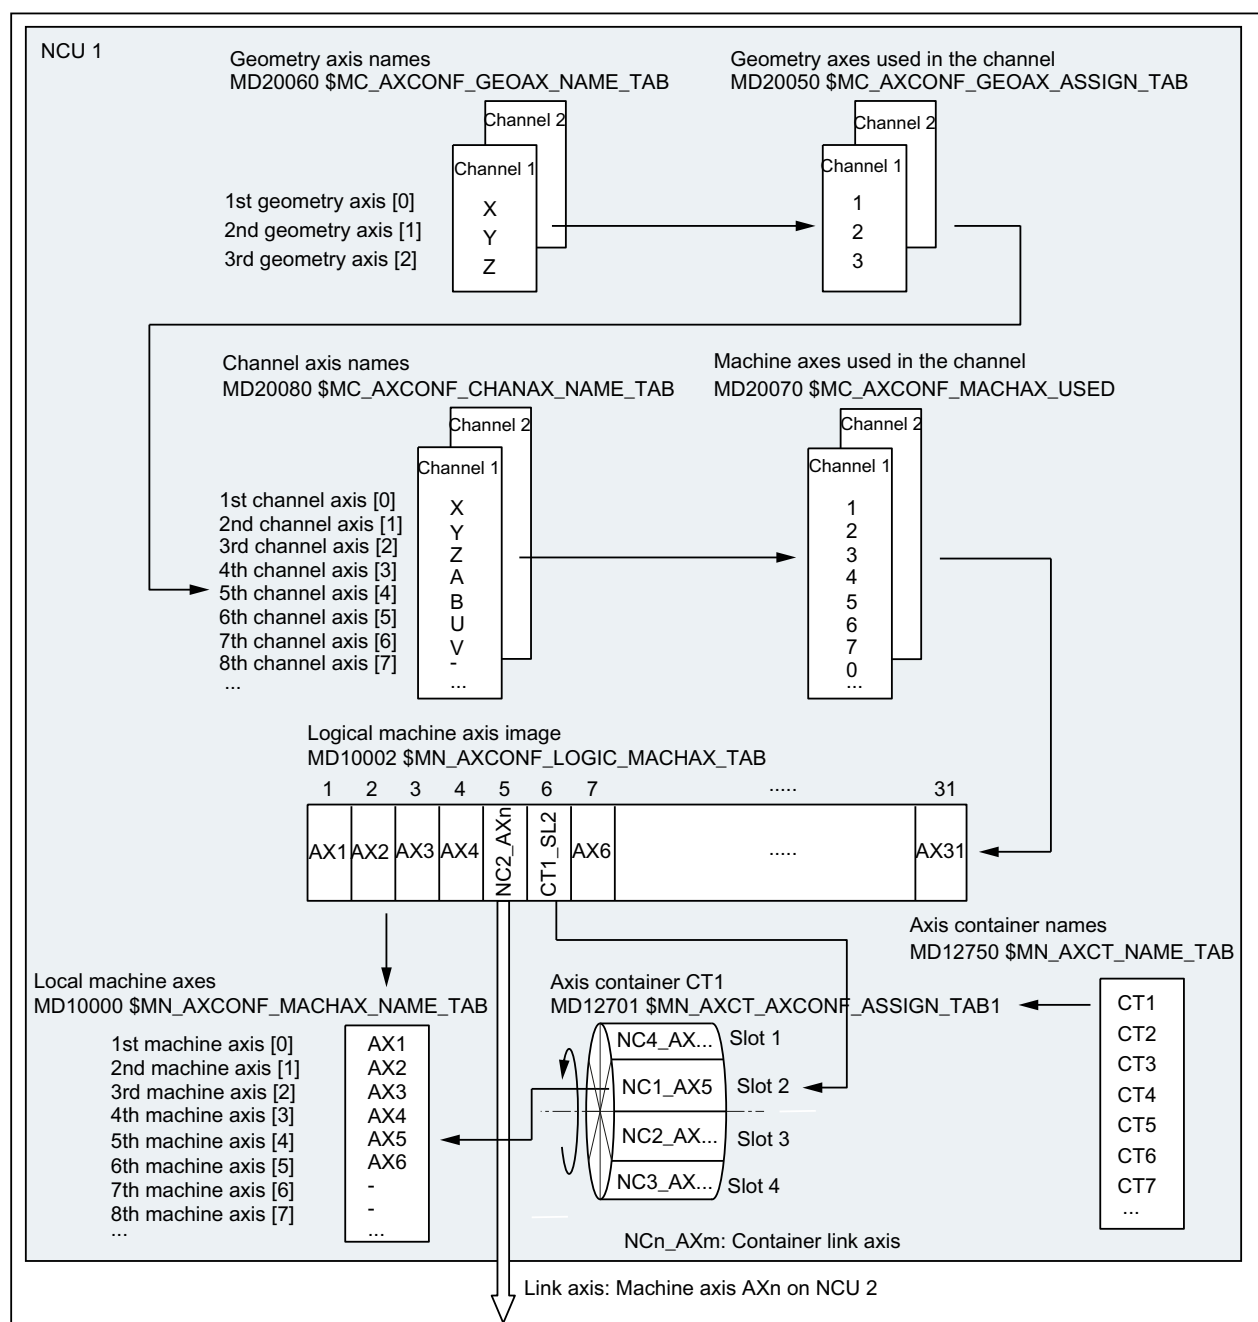 NCU 1
Geometry axis names
MD20060 $MC_AXCONF_GEOAX_NAME_TAB
Geometry axes used in the channel
MD20050 $MC_AXCONF_GEOAX_ASSIGN_TAB
Channel 2
Channel 1
1st geometry axis [0]
2nd geometry axis [1]
3rd geometry axis [2]
X
Y
Z
Channel 2
Channel 1
1
2
3
Channel axis names
MD20080 $MC_AXCONF_CHANAX_NAME_TAB
Machine axes used in the channel
MD20070 $MC_AXCONF_MACHAX_USED
Channel 2
Channel 1
1st channel axis [0]
2nd channel axis [1]
3rd channel axis [2]
4th channel axis [3]
5th channel axis [4]
6th channel axis [5]
7th channel axis [6]
8th channel axis [7]
...
X
Y
Z
A
B
U
V
-
...
Channel 2
Channel 1
1
2
3
4
5
6
7
0
...
Logical machine axis image
MD10002 $MN_AXCONF_LOGIC_MACHAX_TAB
1 2 3 4 5 6 7 ..... 31
AX1 AX2 AX3 AX4 NC2_AXn CT1_SL2 AX6 ..... AX31
Axis container names
MD12750 $MN_AXCT_NAME_TAB
CT1
CT2
CT3
CT4
CT5
CT6
CT7
...
Local machine axes
MD10000 $MN_AXCONF_MACHAX_NAME_TAB
1st machine axis [0]
2nd machine axis [1]
3rd machine axis [2]
4th machine axis [3]
5th machine axis [4]
6th machine axis [5]
7th machine axis [6]
8th machine axis [7]
...
AX1
AX2
AX3
AX4
AX5
AX6
-
-
...
Axis container CT1
MD12701 $MN_AXCT_AXCONF_ASSIGN_TAB1
NC4_AX... Slot 1
NC1_AX5 Slot 2
NC2_AX... Slot 3
NC3_AX... Slot 4
NCn_AXm: Container link axis
Link axis: Machine axis AXn on NCU 2